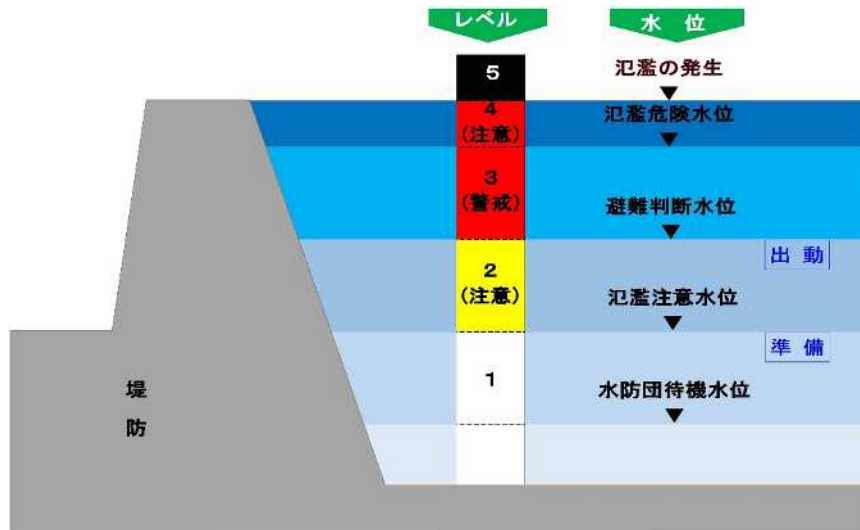 レベル
水 位
5
氾濫の発生
4
(注意)
氾濫危険水位
3
(警戒)
避難判断水位
出 動
2
(注意)
氾濫注意水位
準 備
1
水防団待機水位
堤
防